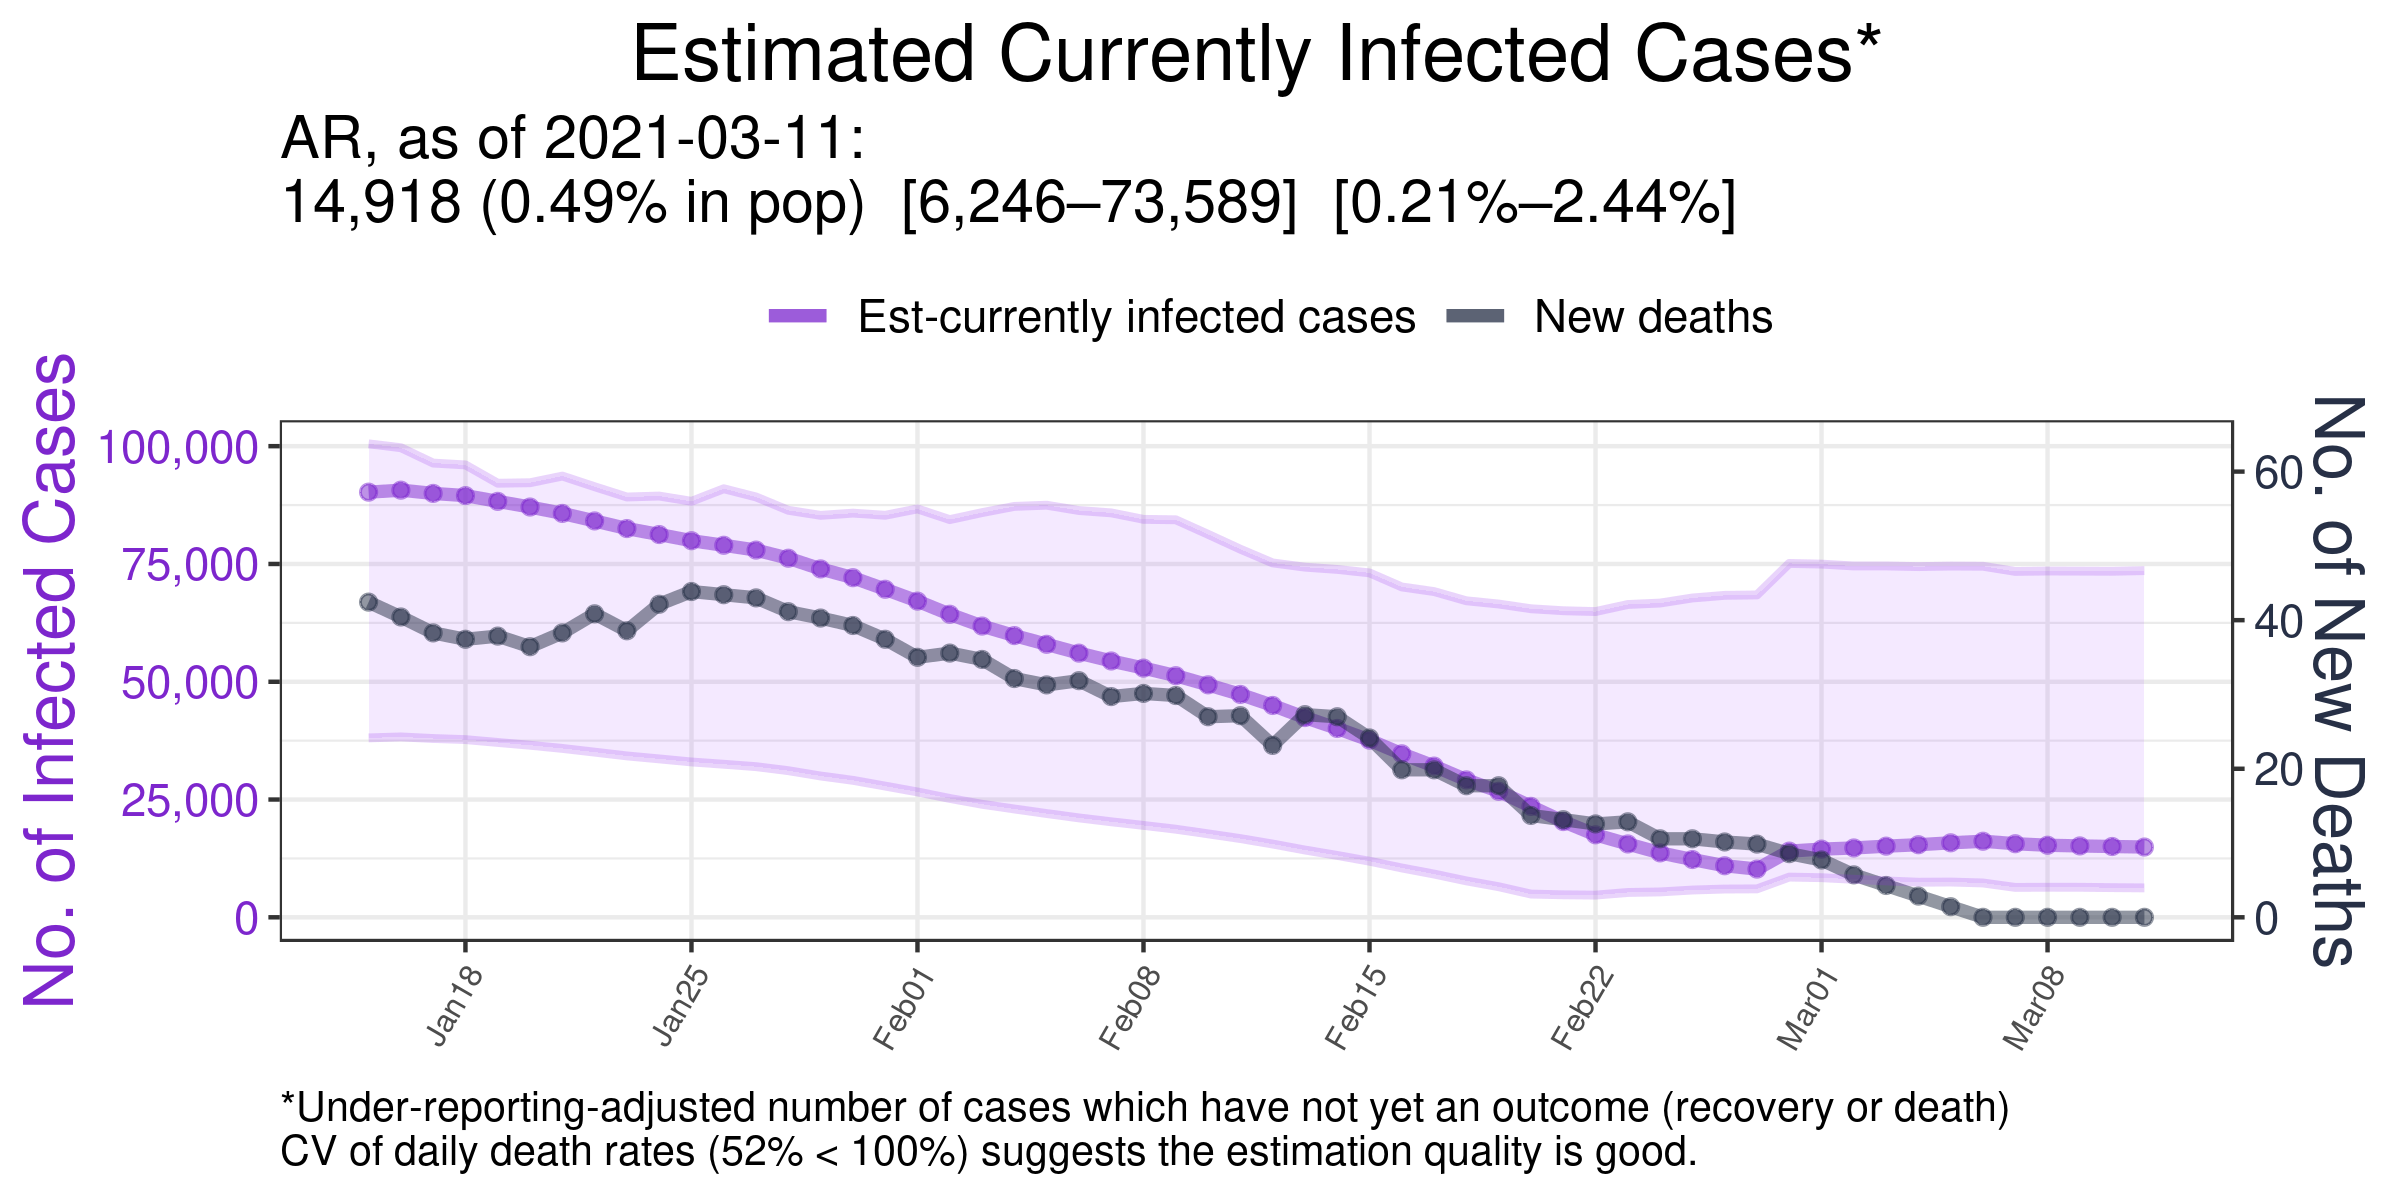 Estimated Currently Infected Cases*
AR, as of 2021-03-11:
14,918 (0.49% in pop) [6,246–73,589] [0.21%–2.44%]
Est-currently infected cases New deaths
No. of Infected Cases
100,000
75,000
50,000
25,000
0
60
40
20
0
No. of New Deaths
Jan18 Jan25 Feb01 Feb08 Feb15 Feb22 Mar01 Mar08
*Under-reporting-adjusted number of cases which have not yet an outcome (recovery or death)
CV of daily death rates (52% < 100%) suggests the estimation quality is good.